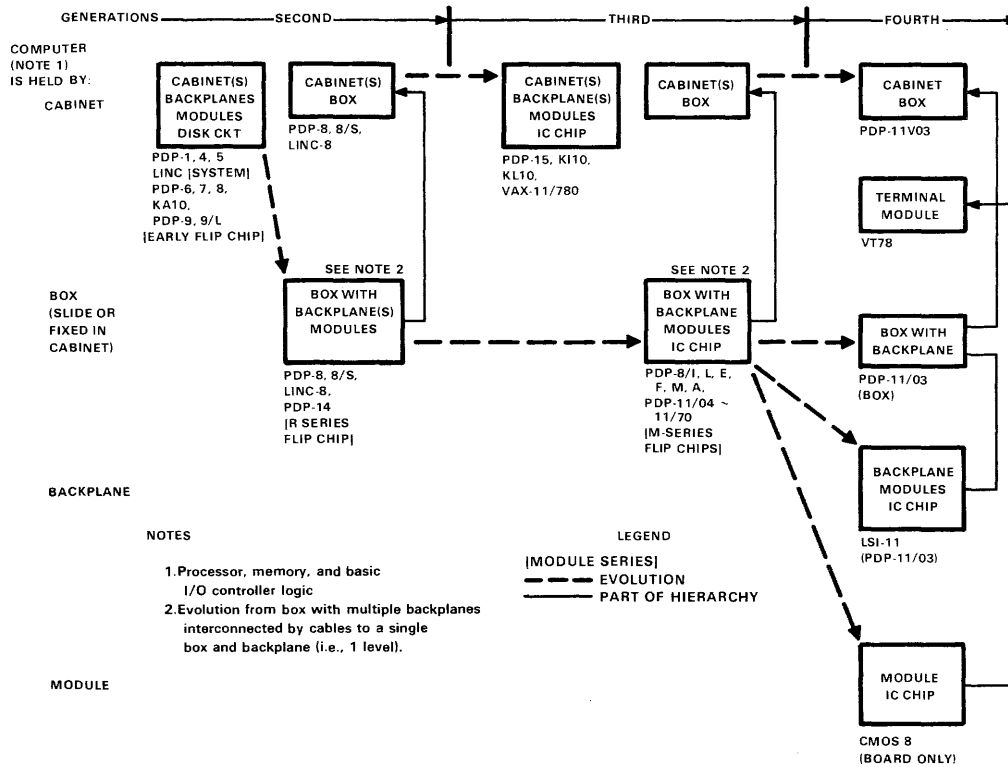 GENERATIONS
SECOND
THIRD
FOURTH
COMPUTER
(NOTE 1)
IS HELD BY:
CABINET
CABINET(S)
BACKPLANES
MODULES
DISK CKT
PDP-1, 4, 5
LINC |SYSTEM|
PDP-6, 7, 8,
KA10,
PDP-9, 9/L
|EARLY FLIP CHIP|
CABINET(S)
BOX
PDP-8, 8/S,
LINC-8
CABINET(S)
BACKPLANE(S)
MODULES
IC CHIP
PDP-15, KI10,
KL10,
VAX-11/780
CABINET(S)
BOX
CABINET
BOX
PDP-11V03
TERMINAL
MODULE
VT78
BOX
(SLIDE OR
FIXED IN
CABINET)
SEE NOTE 2
BOX WITH
BACKPLANE(S)
MODULES
PDP-8, 8/S,
LINC-8,
PDP-14
|R SERIES
FLIP CHIP|
SEE NOTE 2
BOX WITH
BACKPLANE
MODULES
IC CHIP
PDP-8/I, L, E,
F, M, A,
PDP-11/04 ~
11/70
|M-SERIES
FLIP CHIPS|
BOX WITH
BACKPLANE
PDP-11/03
(BOX)
BACKPLANE
BACKPLANE
MODULES
IC CHIP
LSI-11
(PDP-11/03)
NOTES
1.Processor, memory, and basic
I/O controller logic
2.Evolution from box with multiple backplanes
interconnected by cables to a single
box and backplane (i.e., 1 level).
LEGEND
|MODULE SERIES|
EVOLUTION
PART OF HIERARCHY
MODULE
MODULE
IC CHIP
CMOS 8
(BOARD ONLY)